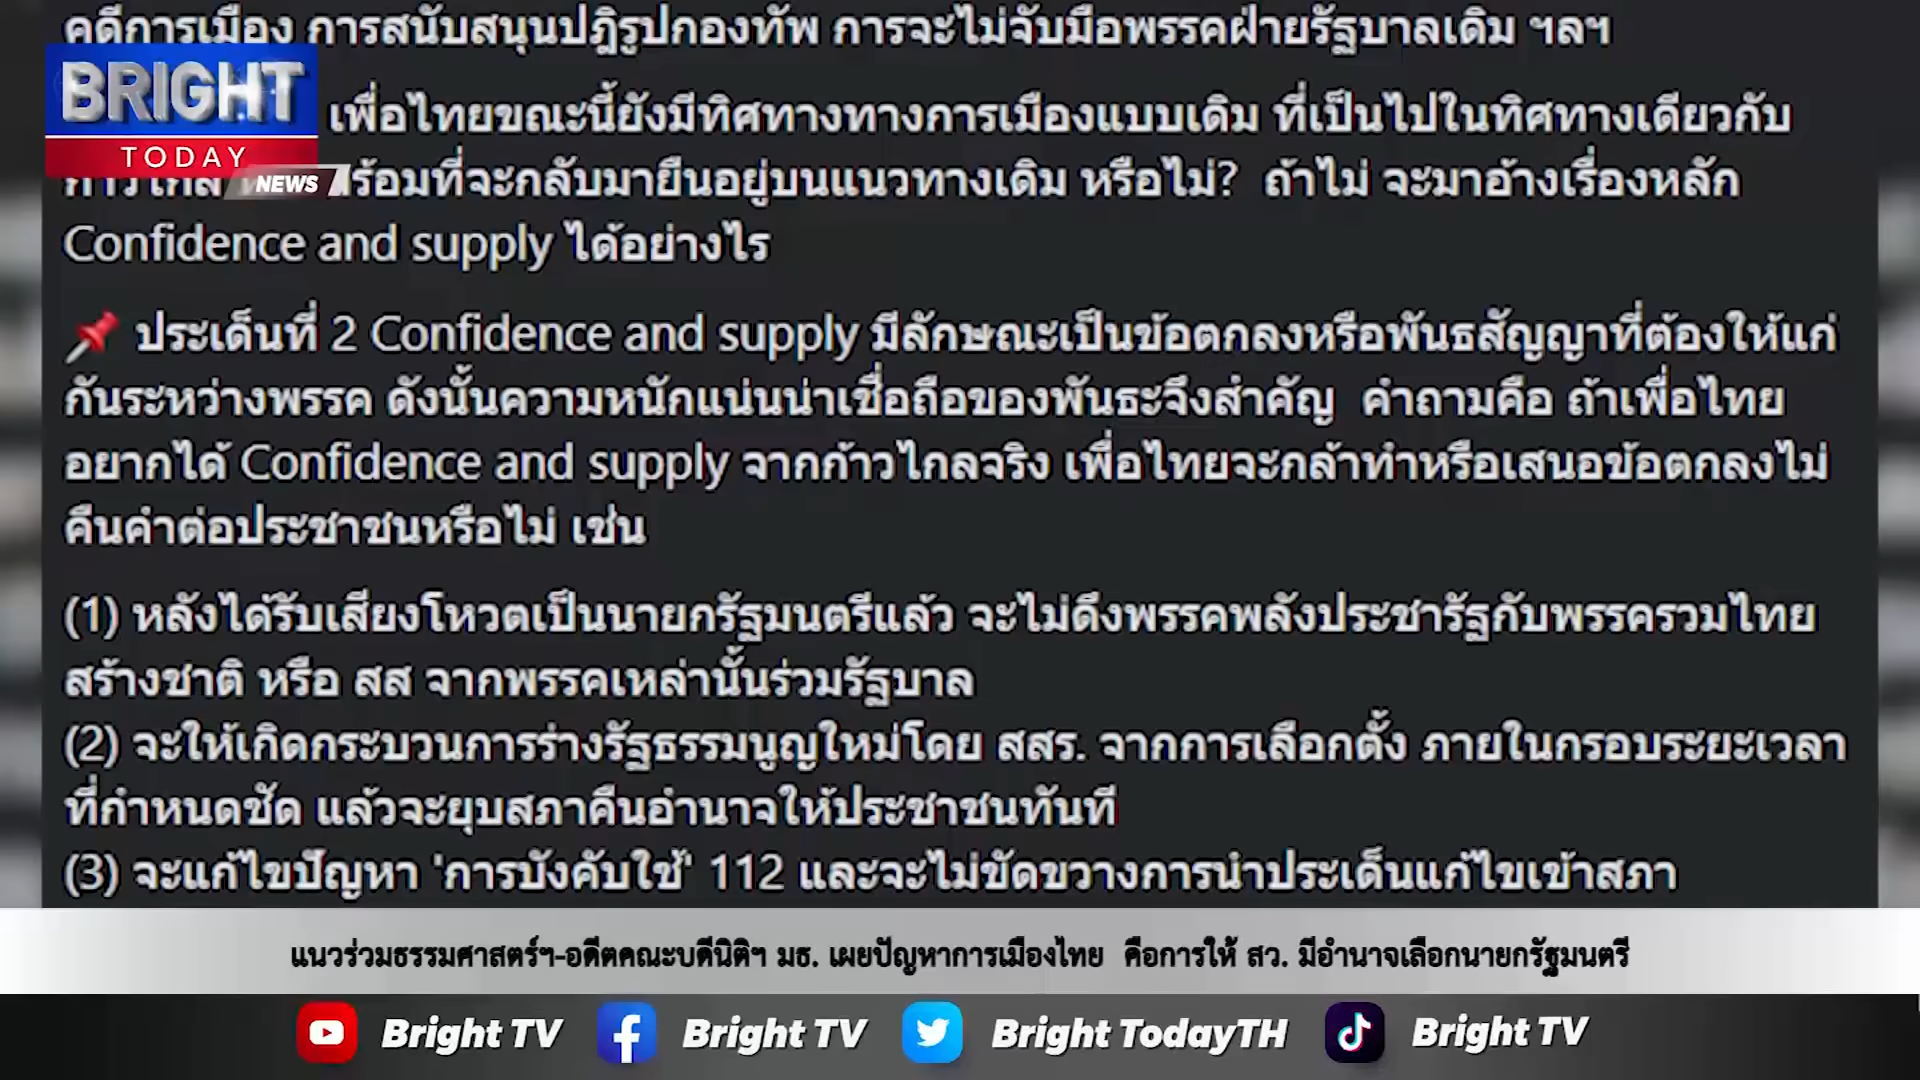 คดีการเมือง การสนับสนุนปฎิรูปกองทัพ การจะไม่จับมือพรรคฝ่ายรัฐบาลเดิม ฯลฯ
BRIGHT
TODAY
NEWS
เพื่อไทยขณะนี้ยังมีทิศทางทางการเมืองแบบเดิม ที่เป็นไปในทิศทางเดียวกับ
ก้าวไกล ร้อมที่จะกลับมายืนอยู่บนแนวทางเดิม หรือไม่? ถ้าไม่ จะมาอ้างเรื่องหลัก
Confidence and supply ได้อย่างไร
📌 ประเด็นที่ 2 Confidence and supply มีลักษณะเป็นข้อตกลงหรือพันธสัญญาที่ต้องให้แก่
กันระหว่างพรรค ดังนั้นความหนักแน่นน่าเชื่อถือของพันธะจึงสำคัญ คำถามคือ ถ้าเพื่อไทย
อยากได้ Confidence and supply จากก้าวไกลจริง เพื่อไทยจะกล้าทำหรือเสนอข้อตกลงไม่
คืนคำต่อประชาชนหรือไม่ เช่น
(1) หลังได้รับเสียงโหวตเป็นนายกรัฐมนตรีแล้ว จะไม่ดึงพรรคพลังประชารัฐกับพรรครวมไทย
สร้างชาติ หรือ สส จากพรรคเหล่านั้นร่วมรัฐบาล
(2) จะให้เกิดกระบวนการร่างรัฐธรรมนูญใหม่โดย สสร. จากการเลือกตั้ง ภายในกรอบระยะเวลา
ที่กำหนดชัด แล้วจะยุบสภาคืนอำนาจให้ประชาชนทันที
(3) จะแก้ไขปัญหา 'การบังคับใช้' 112 และจะไม่ขัดขวางการนำประเด็นแก้ไขเข้าสภา
แนวร่วมธรรมศาสตร์ฯ-อดีตคณะบดีนิติฯ มธ. เผยปัญหาการเมืองไทย คือการให้ สว. มีอำนาจเลือกนายกรัฐมนตรี
Bright TV
Bright TV
Bright TodayTH
Bright TV